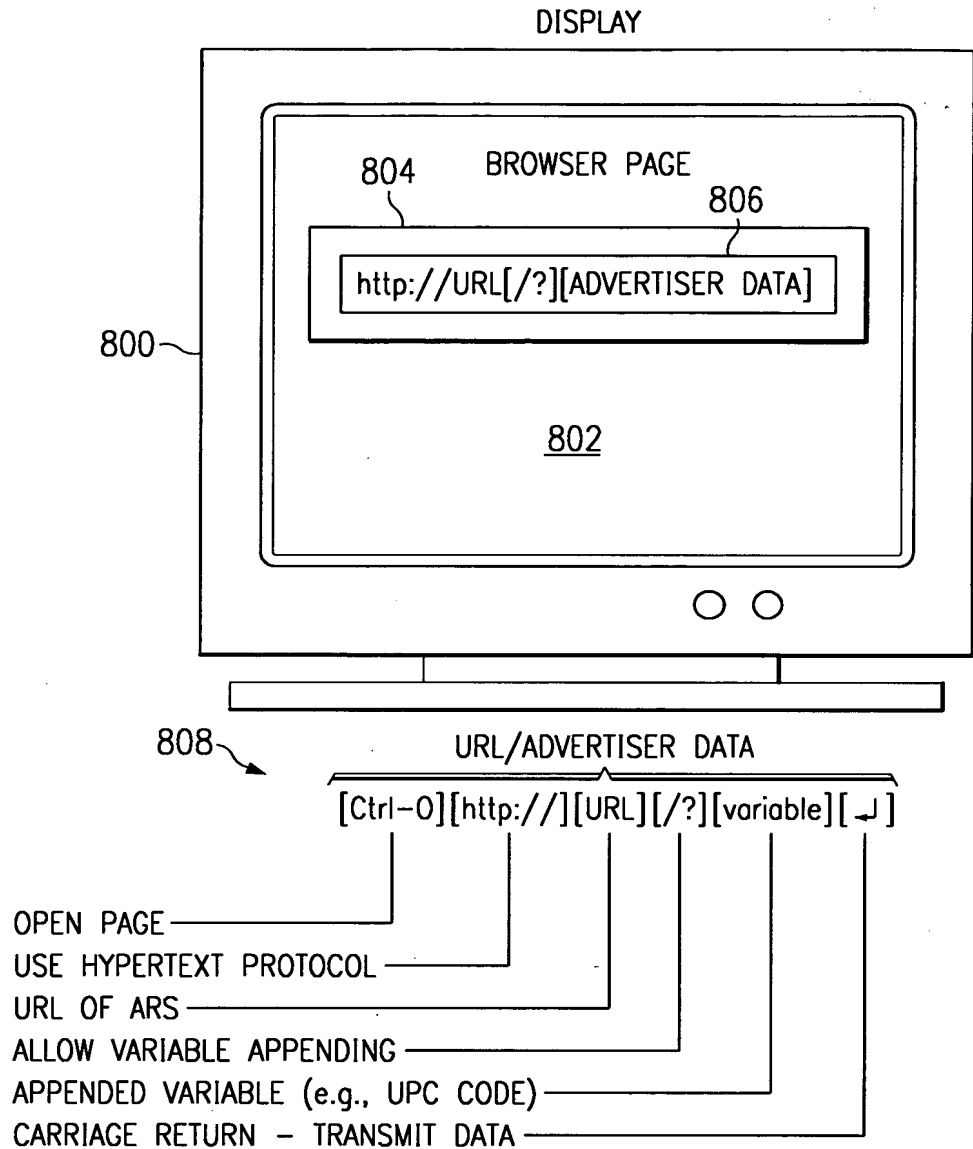 DISPLAY
BROWSER PAGE
804
806
http://URL[/?][ADVERTISER DATA]
800
802
808
URL/ADVERTISER DATA
[Ctrl-O][http://][URL][/?][variable][↵]
OPEN PAGE
USE HYPERTEXT PROTOCOL
URL OF ARS
ALLOW VARIABLE APPENDING
APPENDED VARIABLE (e.g., UPC CODE)
CARRIAGE RETURN - TRANSMIT DATA